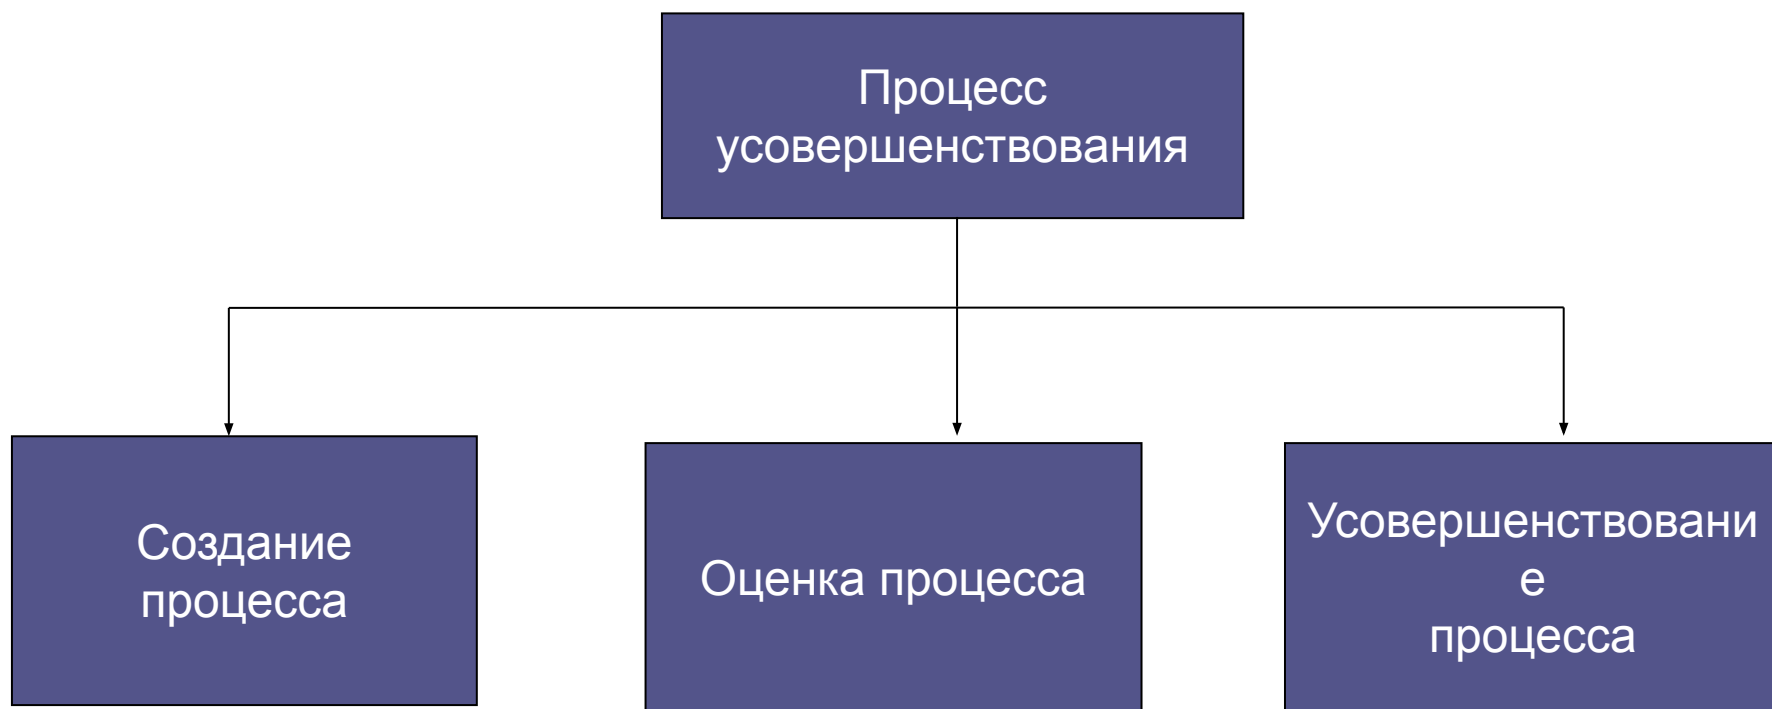 Процесс
усовершенствования
Создание
процесса
Оценка процесса
Усовершенствовани
е
процесса